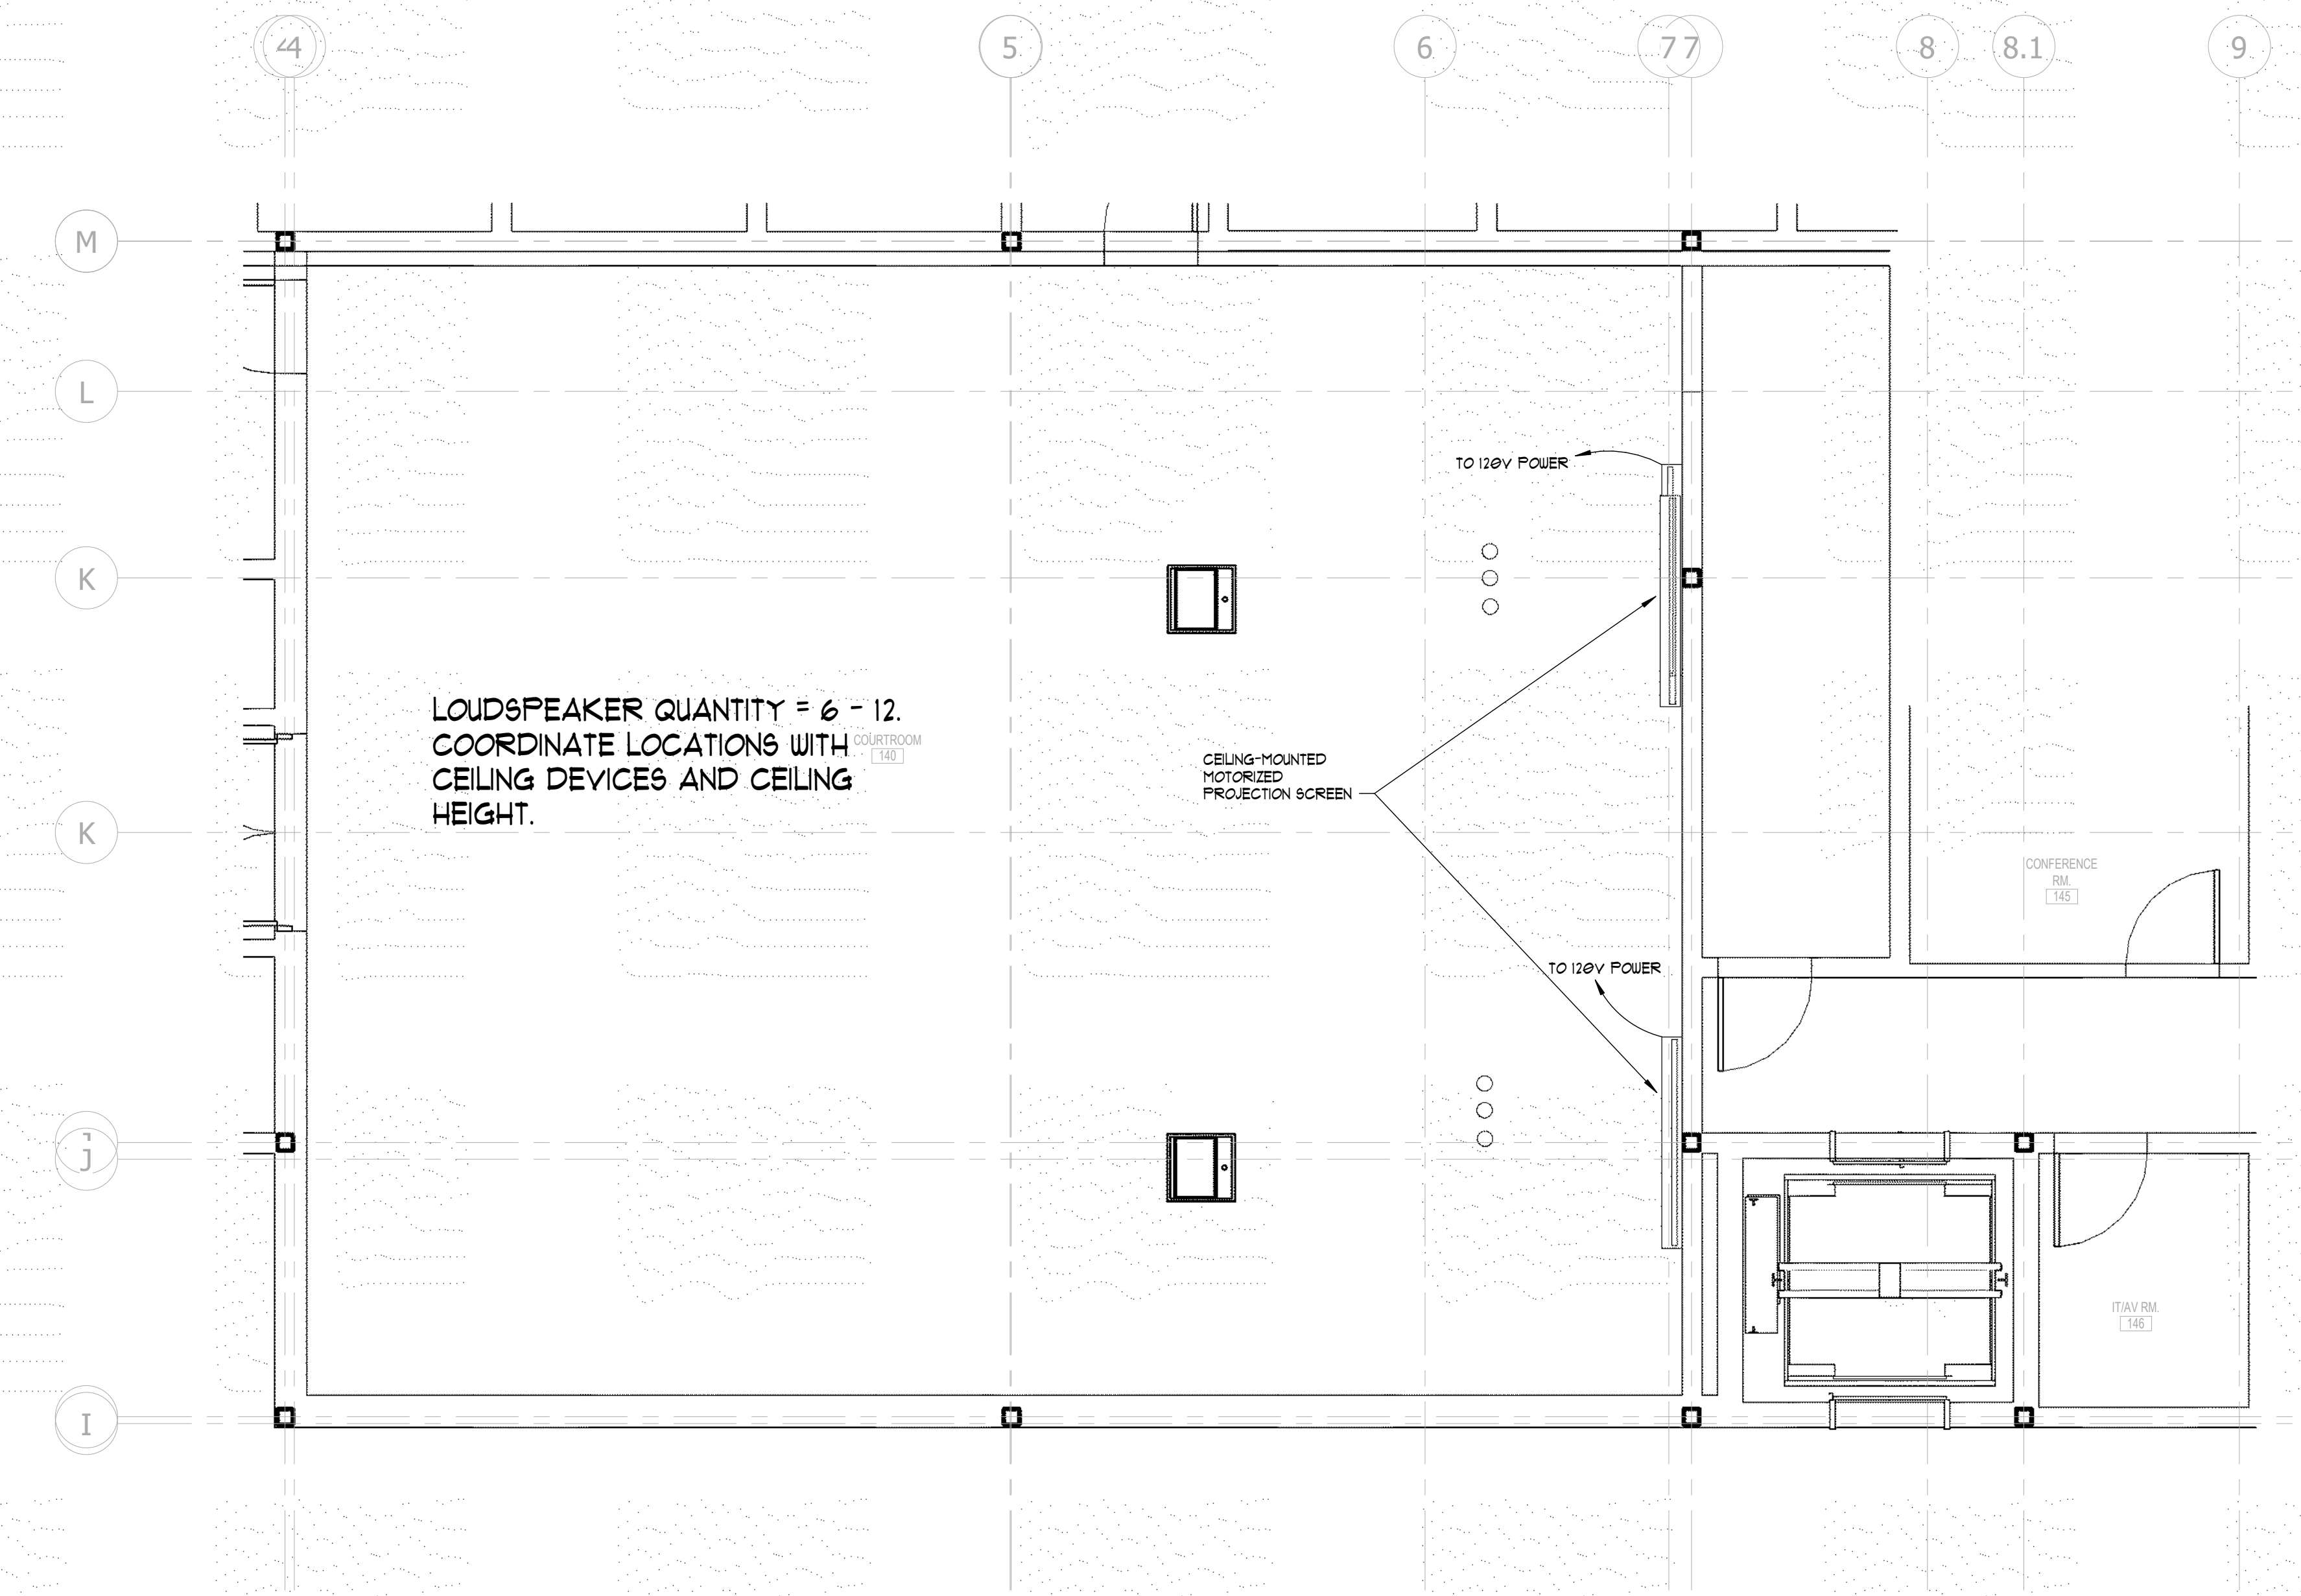 4 4 5 6 7 7 8 8.1 9
M
L
TO 120V POWER
K
LOUDSPEAKER QUANTITY = 6 - 12.
COORDINATE LOCATIONS WITH
CEILING DEVICES AND CEILING
HEIGHT.
COURTROOM
140
CEILING-MOUNTED
MOTORIZED
PROJECTION SCREEN
K
CONFERENCE
RM.
145
TO 120V POWER
J
IT/AV RM.
146
I